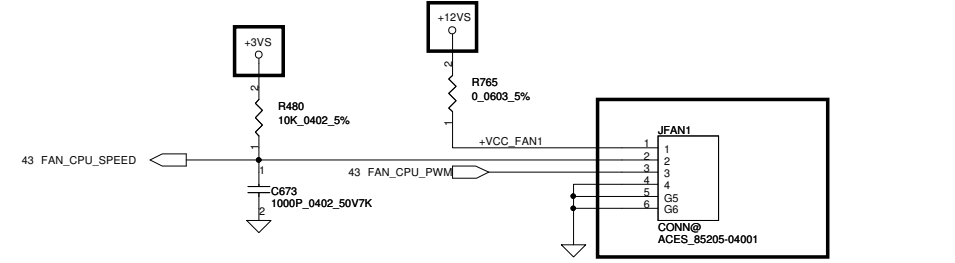 +12VS
+3VS
2
R765
0_0603_5%
2
R480
10K_0402_5%
1
1
+VCC_FAN1
JFAN1
1 1
2 2
3 3
4 4
5 G5
6 G6
43 FAN_CPU_SPEED
43 FAN_CPU_PWM
1
C673
1000P_0402_50V7K
2
CONN@
ACES_85205-04001